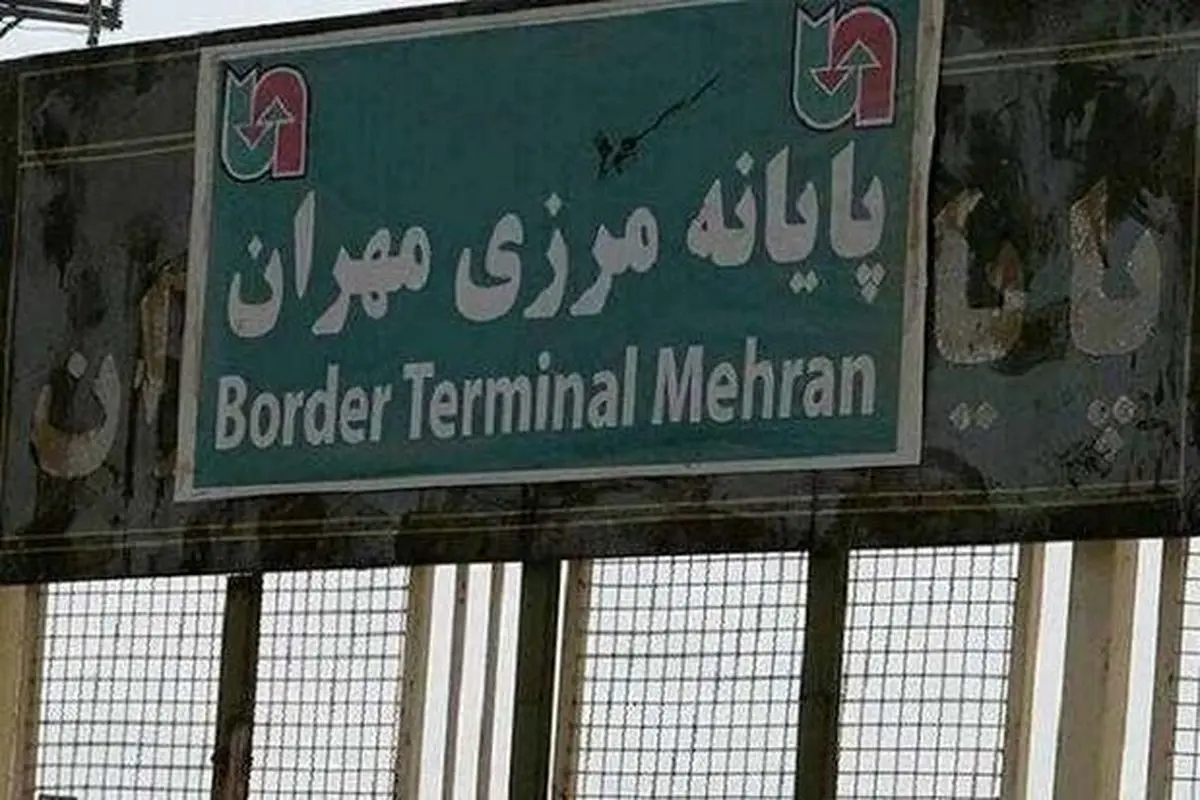 پایانه مرزی مهران
Border Terminal Mehran